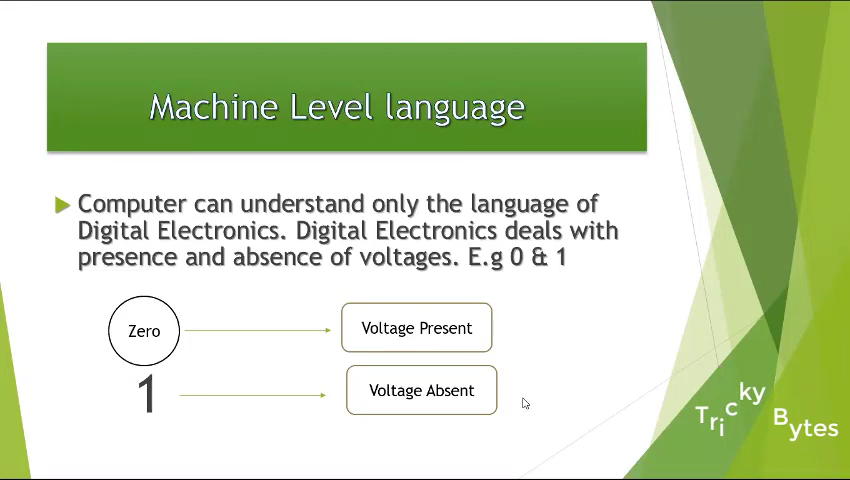 Machine Level language
Computer can understand only the language of
Digital Electronics. Digital Electronics deals with
presence and absence of voltages. E.g 0 & 1
Zero
Voltage Present
1
Voltage Absent
Tricky
Bytes